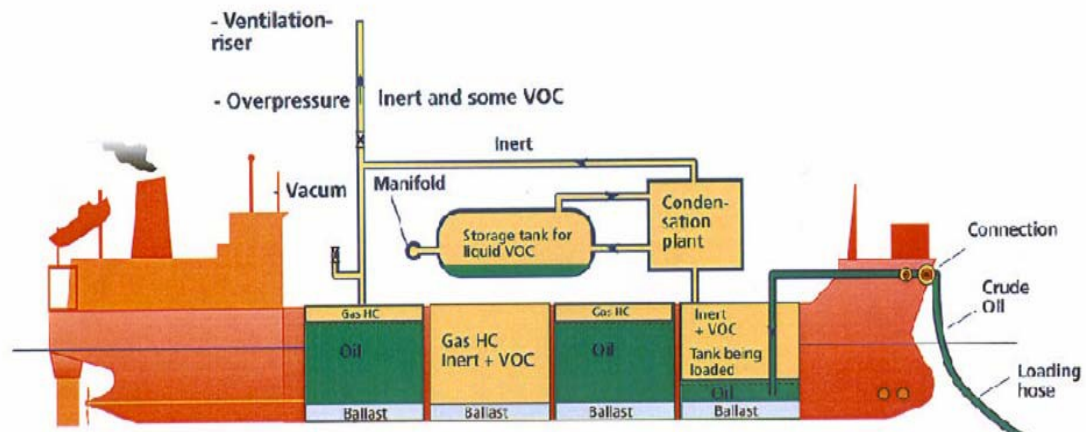 - Ventilation-
riser
- Overpressure
Inert and some VOC
Inert
Vacum
Manifold
Storage tank for
liquid VOC
Conden-
sation
plant
Connection
Crude
Oil
Loading
hose
Gas HC
Oil
Ballast
Gas HC
Inert + VOC
Ballast
Gas HC
Oil
Ballast
Inert
+ VOC
Tank being
loaded
Oil
Ballast